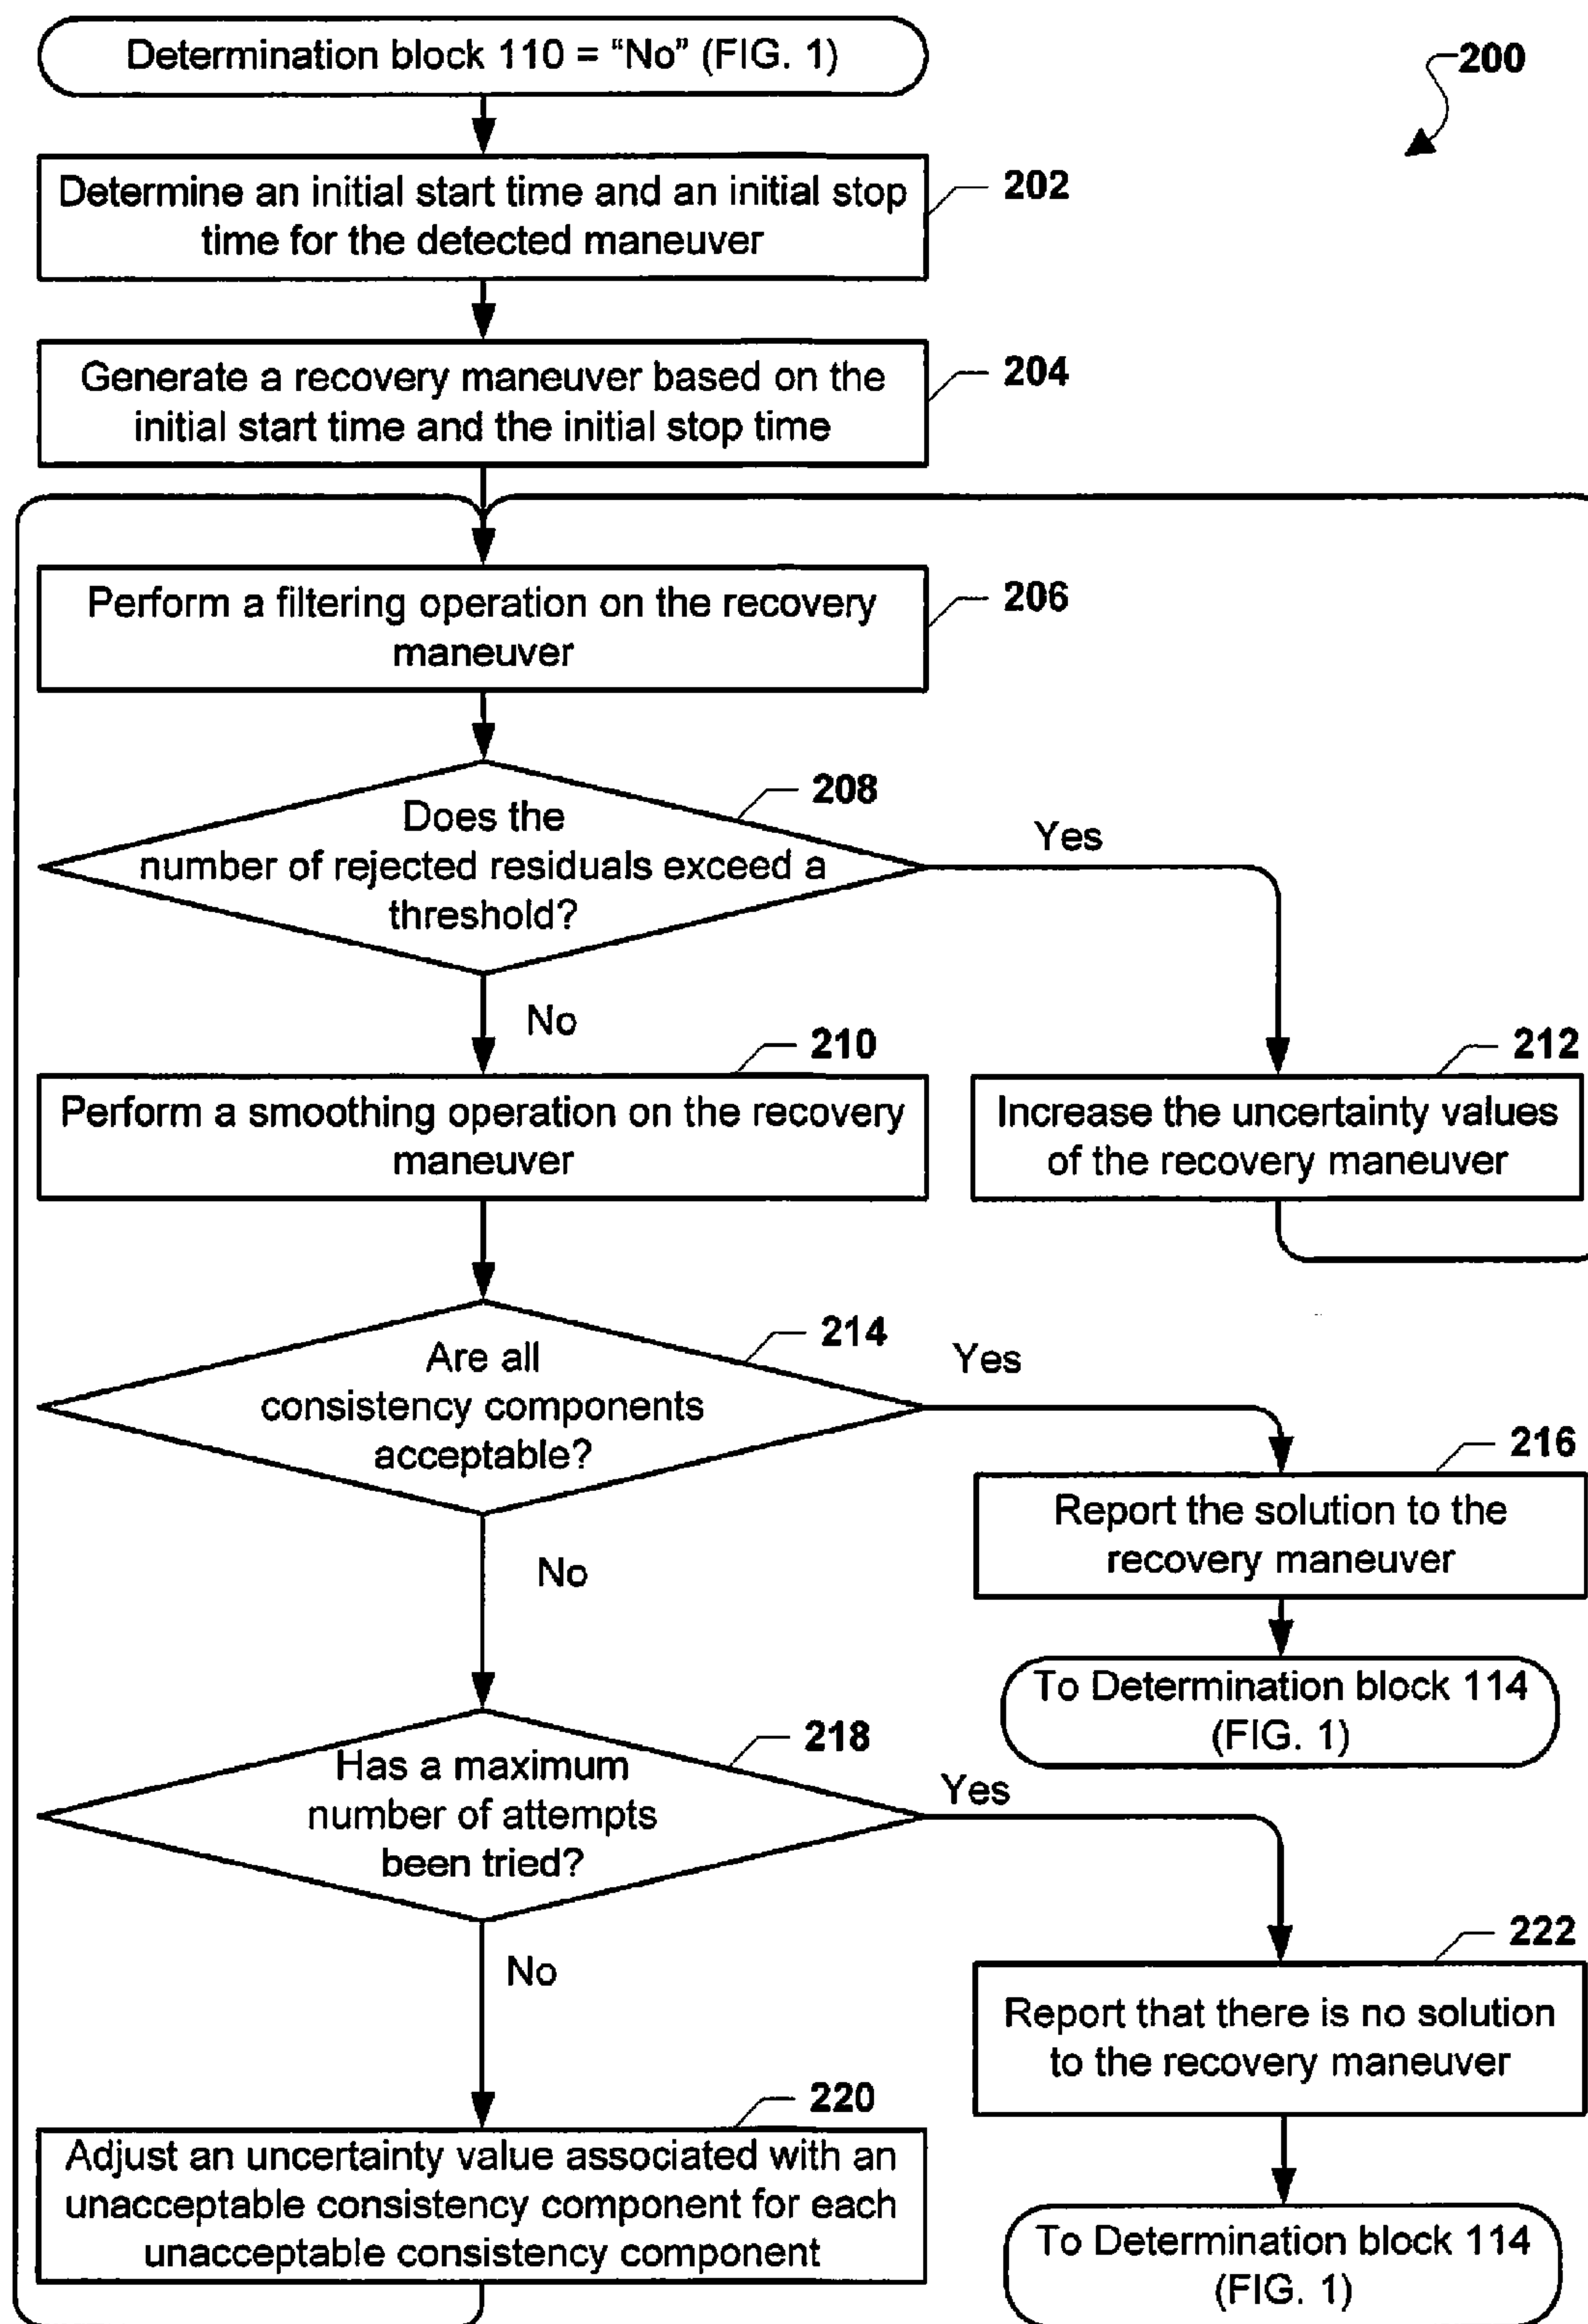 Determination block 110 = “No” (FIG. 1)
200
Determine an initial start time and an initial stop
time for the detected maneuver
202
Generate a recovery maneuver based on the
initial start time and the initial stop time
204
Perform a filtering operation on the recovery
maneuver
206
208
Does the
number of rejected residuals exceed a
threshold?
Yes
No
210
Perform a smoothing operation on the recovery
maneuver
212
Increase the uncertainty values
of the recovery maneuver
214
Are all
consistency components
acceptable?
Yes
No
216
Report the solution to the
recovery maneuver
To Determination block 114
(FIG. 1)
218
Has a maximum
number of attempts
been tried?
Yes
No
222
Report that there is no solution
to the recovery maneuver
220
Adjust an uncertainty value associated with an
unacceptable consistency component for each
unacceptable consistency component
To Determination block 114
(FIG. 1)